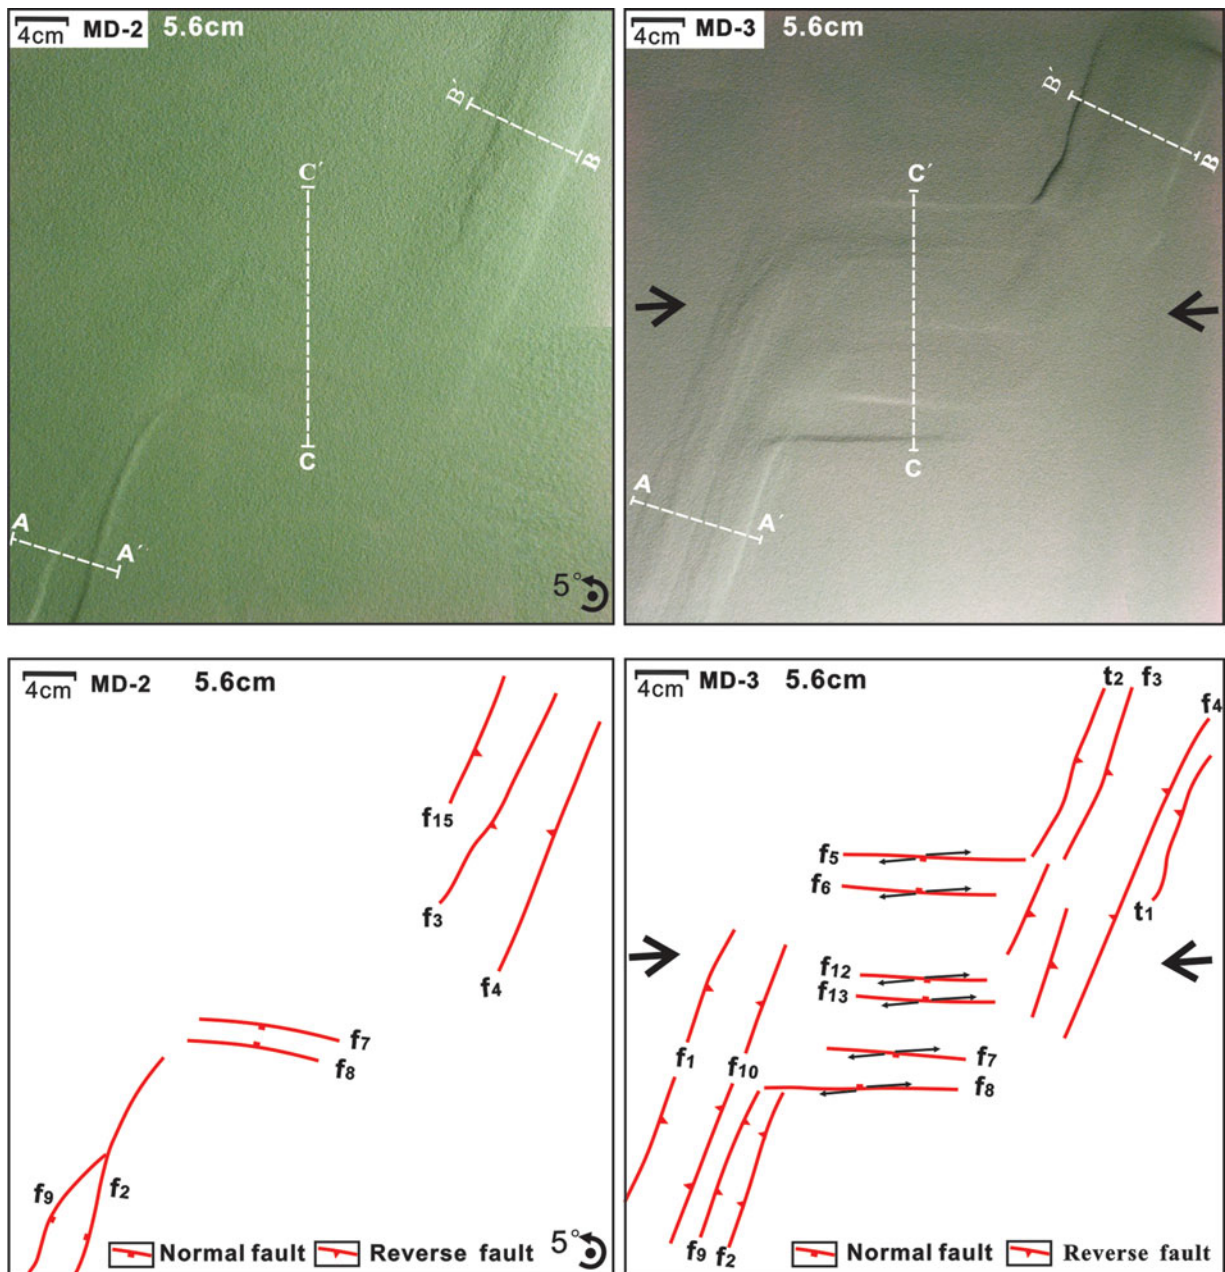 4cm MD-2 5.6cm
B´
B
C´
C
A
A´
5°
4cm MD-3 5.6cm
B´
B
C´
C
A
A´
4cm MD-2 5.6cm
f15
f3
f4
f7
f8
f9
f2
Normal fault Reverse fault 5°
4cm MD-3 5.6cm
t2 f3
f4
f5
f6
t1
f12
f13
f1
f10
f7
f8
f9 f2
Normal fault Reverse fault